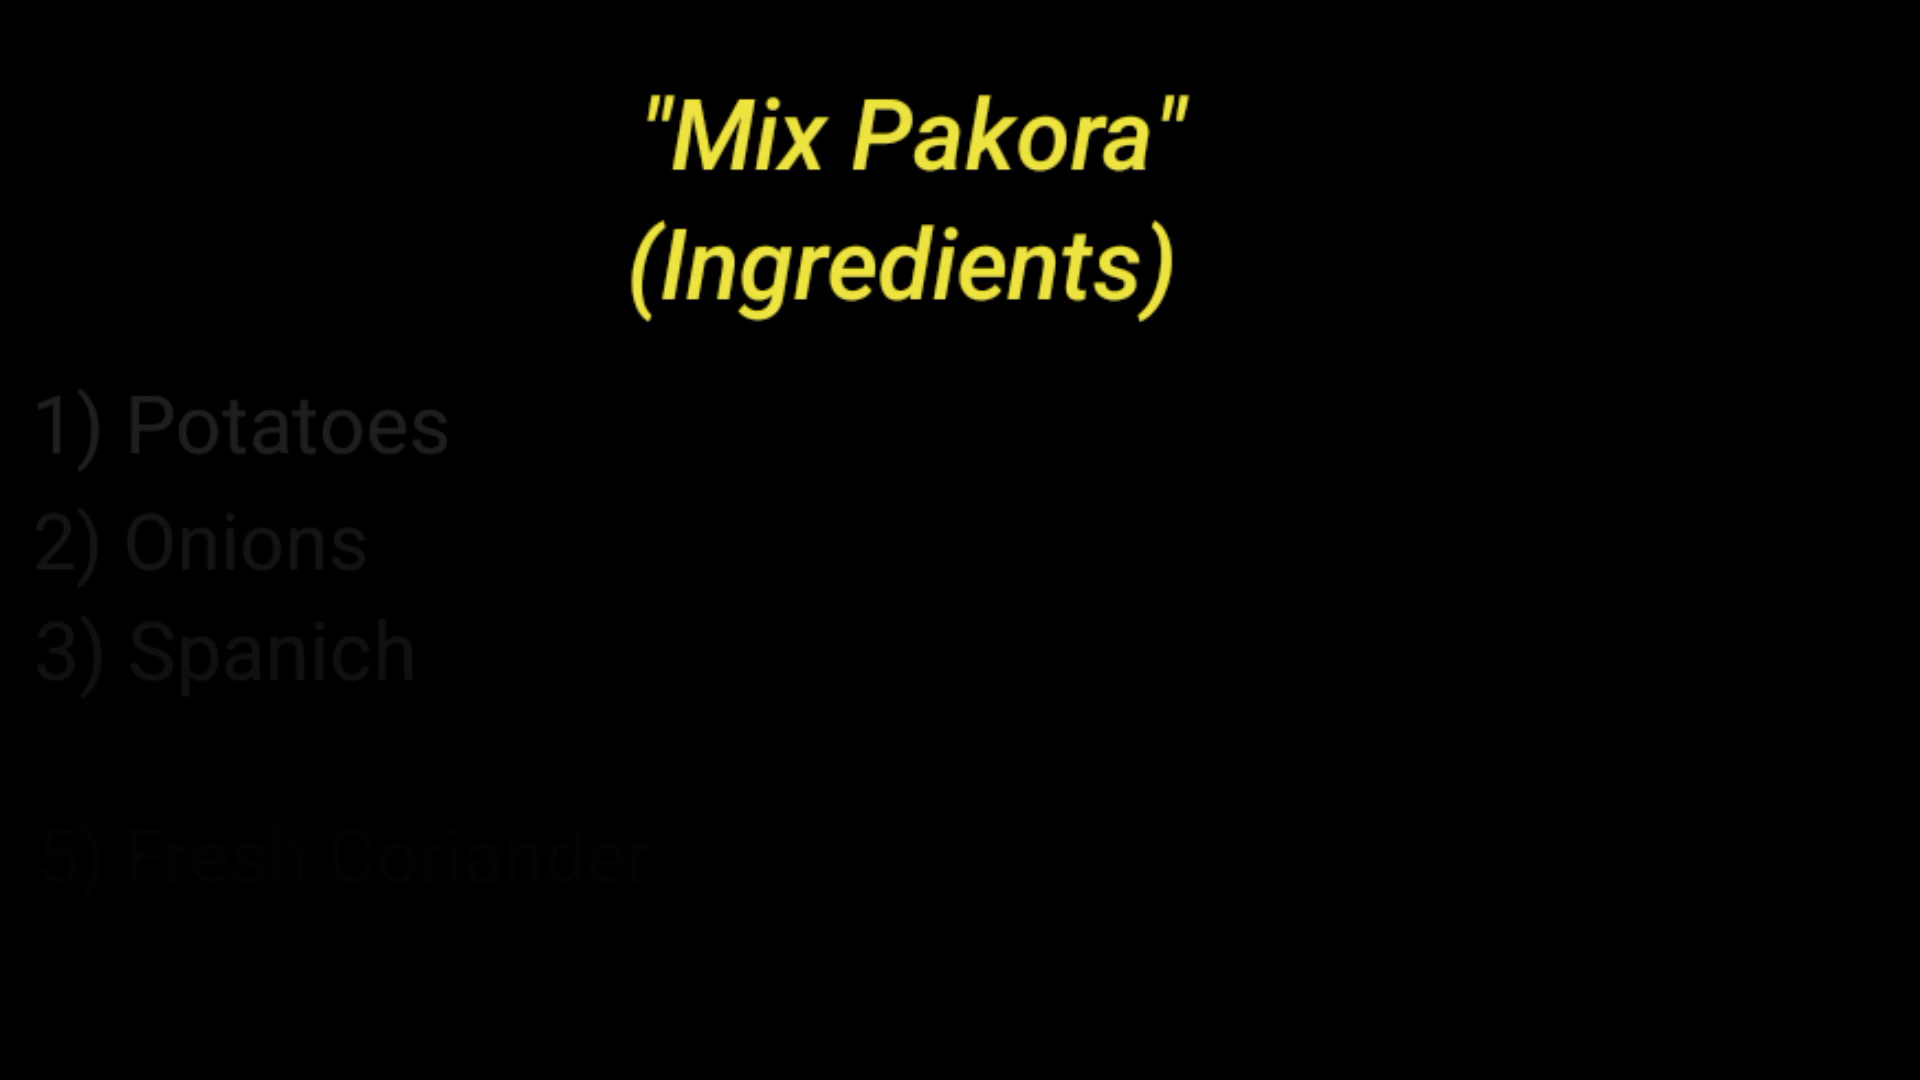 "Mix Pakora"
(Ingredients)
1) Potatoes
2) Onions
3) Spanich
5) Fresh Coriander